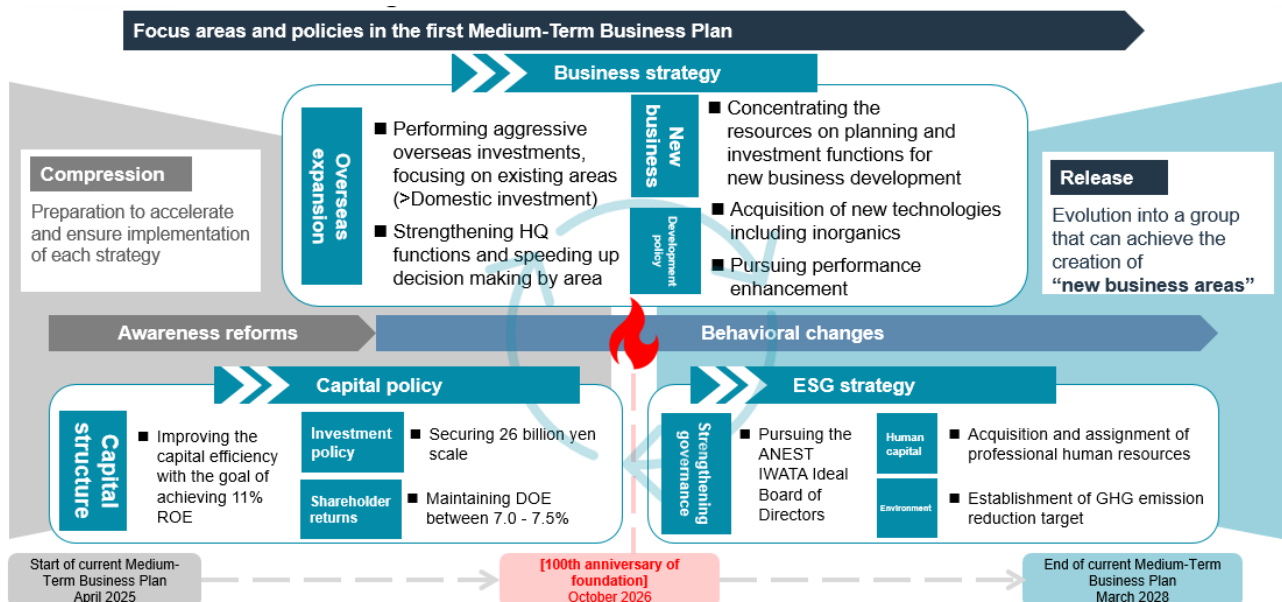 Focus areas and policies in the first Medium-Term Business Plan
Business strategy
Overseas
expansion
■ Performing aggressive
overseas investments,
focusing on existing areas
(>Domestic investment)
■ Strengthening HQ
functions and speeding up
decision making by area
New
business
■ Concentrating the
resources on planning and
investment functions for
new business development
Development
policy
■ Acquisition of new technologies
including inorganics
■ Pursuing performance
enhancement
Compression
Preparation to accelerate
and ensure implementation
of each strategy
Release
Evolution into a group
that can achieve the
creation of
“new business areas”
Awareness reforms
Behavioral changes
Capital policy
Capital
structure
■ Improving the
capital efficiency
with the goal of
achieving 11%
ROE
Investment
policy
■ Securing 26 billion yen
scale
Shareholder
returns
■ Maintaining DOE
between 7.0 - 7.5%
ESG strategy
Strengthening
governance
■ Pursuing the
ANEST
IWATA Ideal
Board of
Directors
Human
capital
■ Acquisition and assignment of
professional human resources
Environment
■ Establishment of GHG emission
reduction target
Start of current Medium-
Term Business Plan
April 2025
[100th anniversary of
foundation]
October 2026
End of current Medium-Term
Business Plan
March 2028